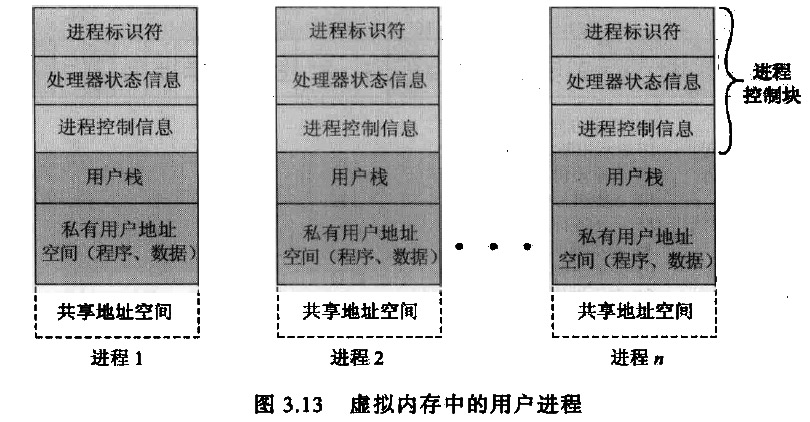 进程标识符 进程标识符 进程标识符
处理器状态信息 处理器状态信息 处理器状态信息
进程
控制块
进程控制信息 进程控制信息 进程控制信息
用户栈 用户栈 用户栈
私有用户地址 私有用户地址 私有用户地址
空间（程序、数据） 空间（程序、数据） 空间（程序、数据）
共享地址空间 共享地址空间 共享地址空间
进程 1 进程 2 进程 n
图 3.13 虚拟内存中的用户进程